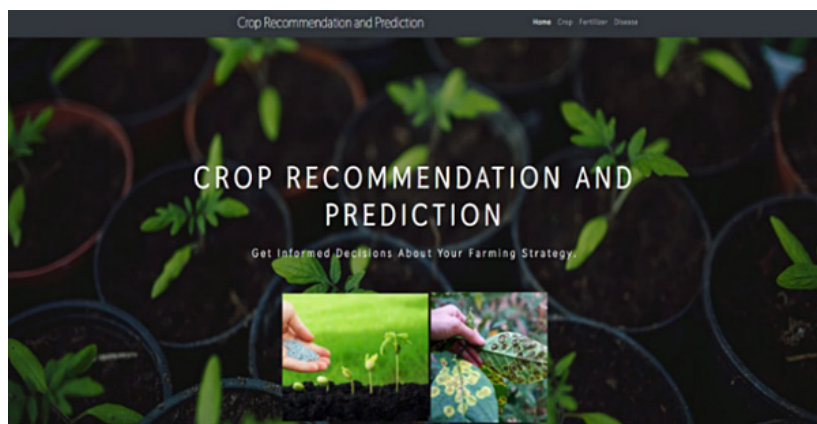 Crop Recommendation and Prediction
Home Crop Fertilizer Disease
CROP RECOMMENDATION AND
PREDICTION
Get Informed Decisions About Your Farming Strategy.